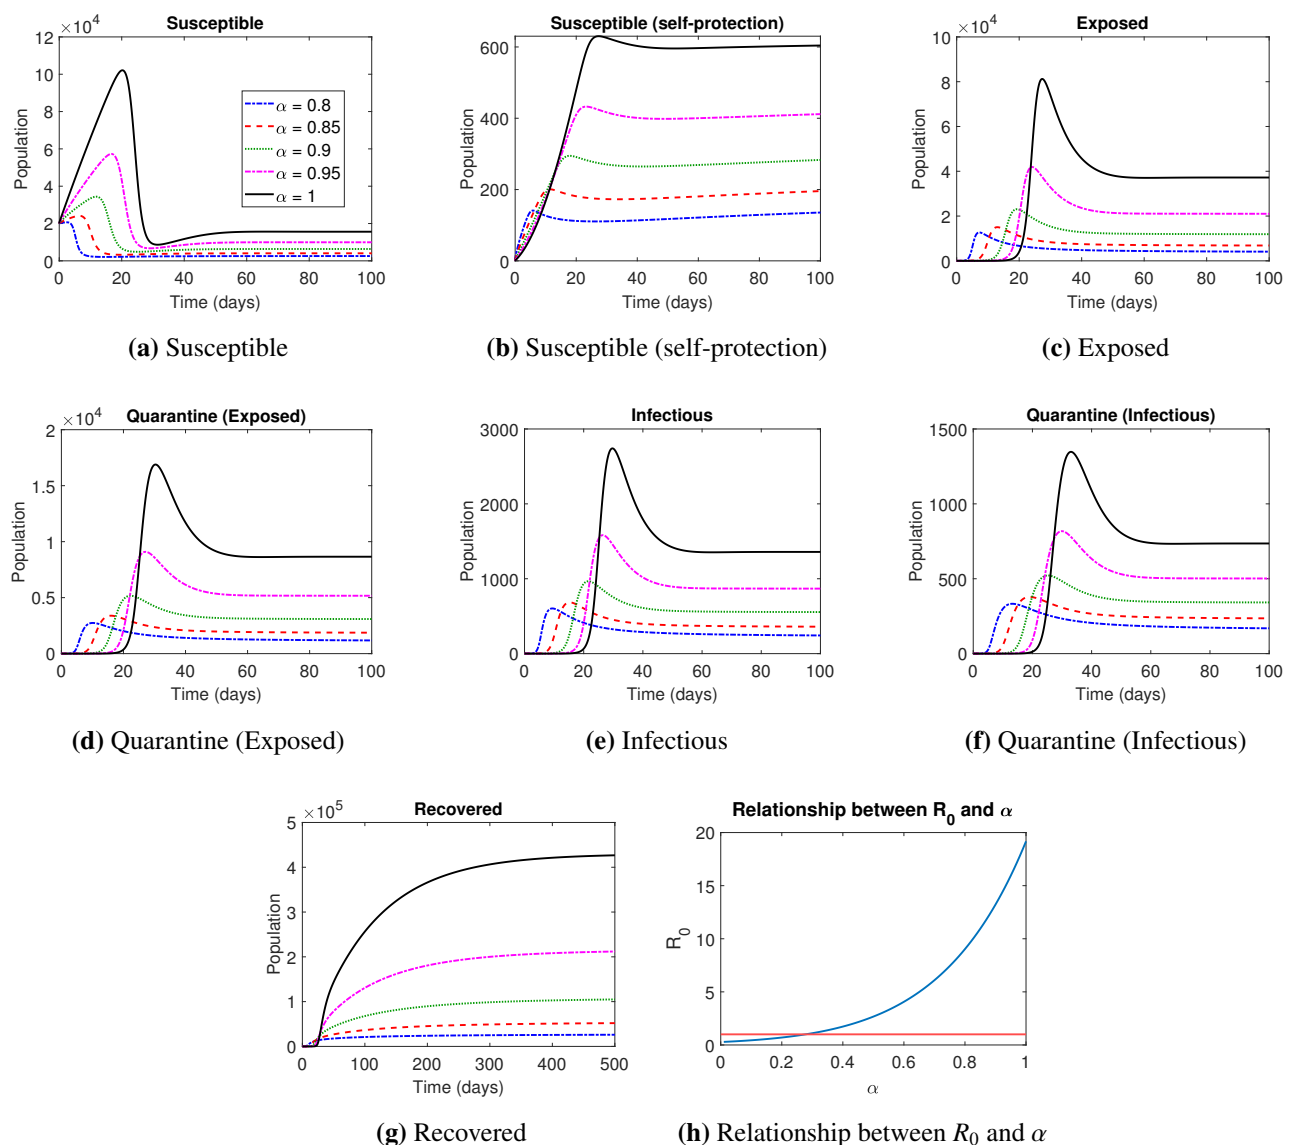 Susceptible
×10^4
Population
12
10
8
6
4
2
0
0 20 40 60 80 100
Time (days)
α = 0.8
α = 0.85
α = 0.9
α = 0.95
α = 1
(a) Susceptible
Susceptible (self-protection)
Population
600
400
200
0
0 20 40 60 80 100
Time (days)
(b) Susceptible (self-protection)
Exposed
×10^4
Population
10
8
6
4
2
0
0 20 40 60 80 100
Time (days)
(c) Exposed
Quarantine (Exposed)
×10^4
Population
2
1.5
1
0.5
0
0 20 40 60 80 100
Time (days)
(d) Quarantine (Exposed)
Infectious
Population
3000
2000
1000
0
0 20 40 60 80 100
Time (days)
(e) Infectious
Quarantine (Infectious)
Population
1500
1000
500
0
0 20 40 60 80 100
Time (days)
(f) Quarantine (Infectious)
Recovered
×10^5
Population
5
4
3
2
1
0
0 100 200 300 400 500
Time (days)
(g) Recovered
Relationship between R_0 and α
R_0
20
15
10
5
0
0 0.2 0.4 0.6 0.8 1
α
(h) Relationship between R_0 and α